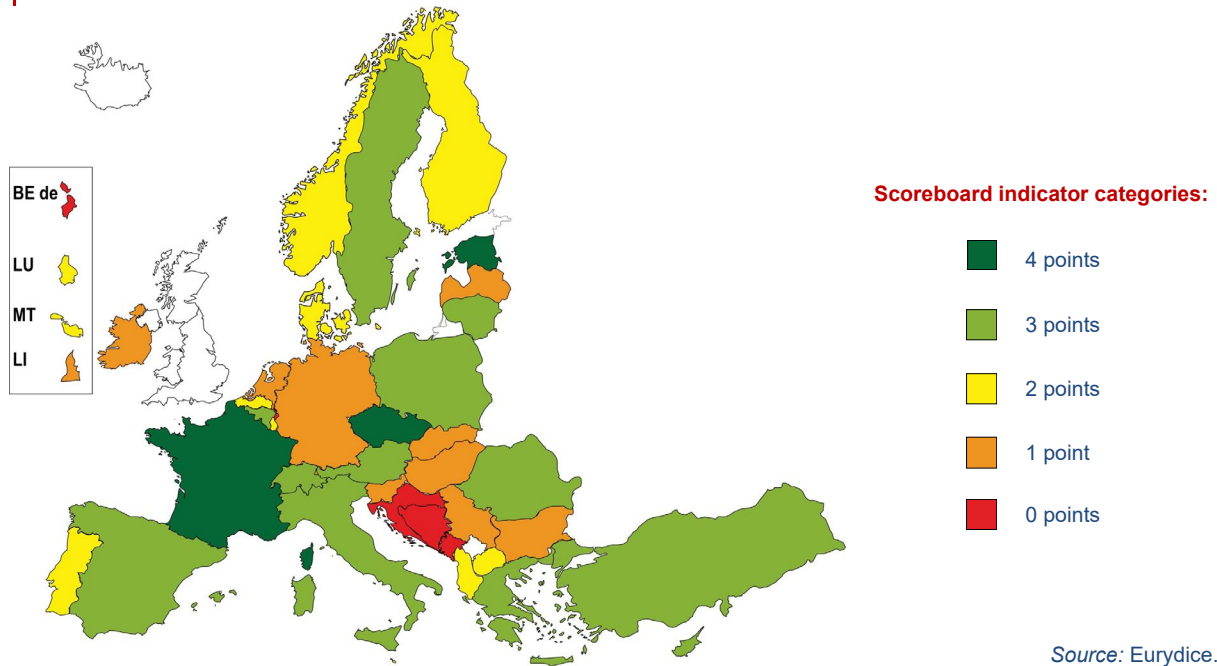 BE de
LU
MT
LI
Scoreboard indicator categories:
4 points
3 points
2 points
1 point
0 points
Source: Eurydice.